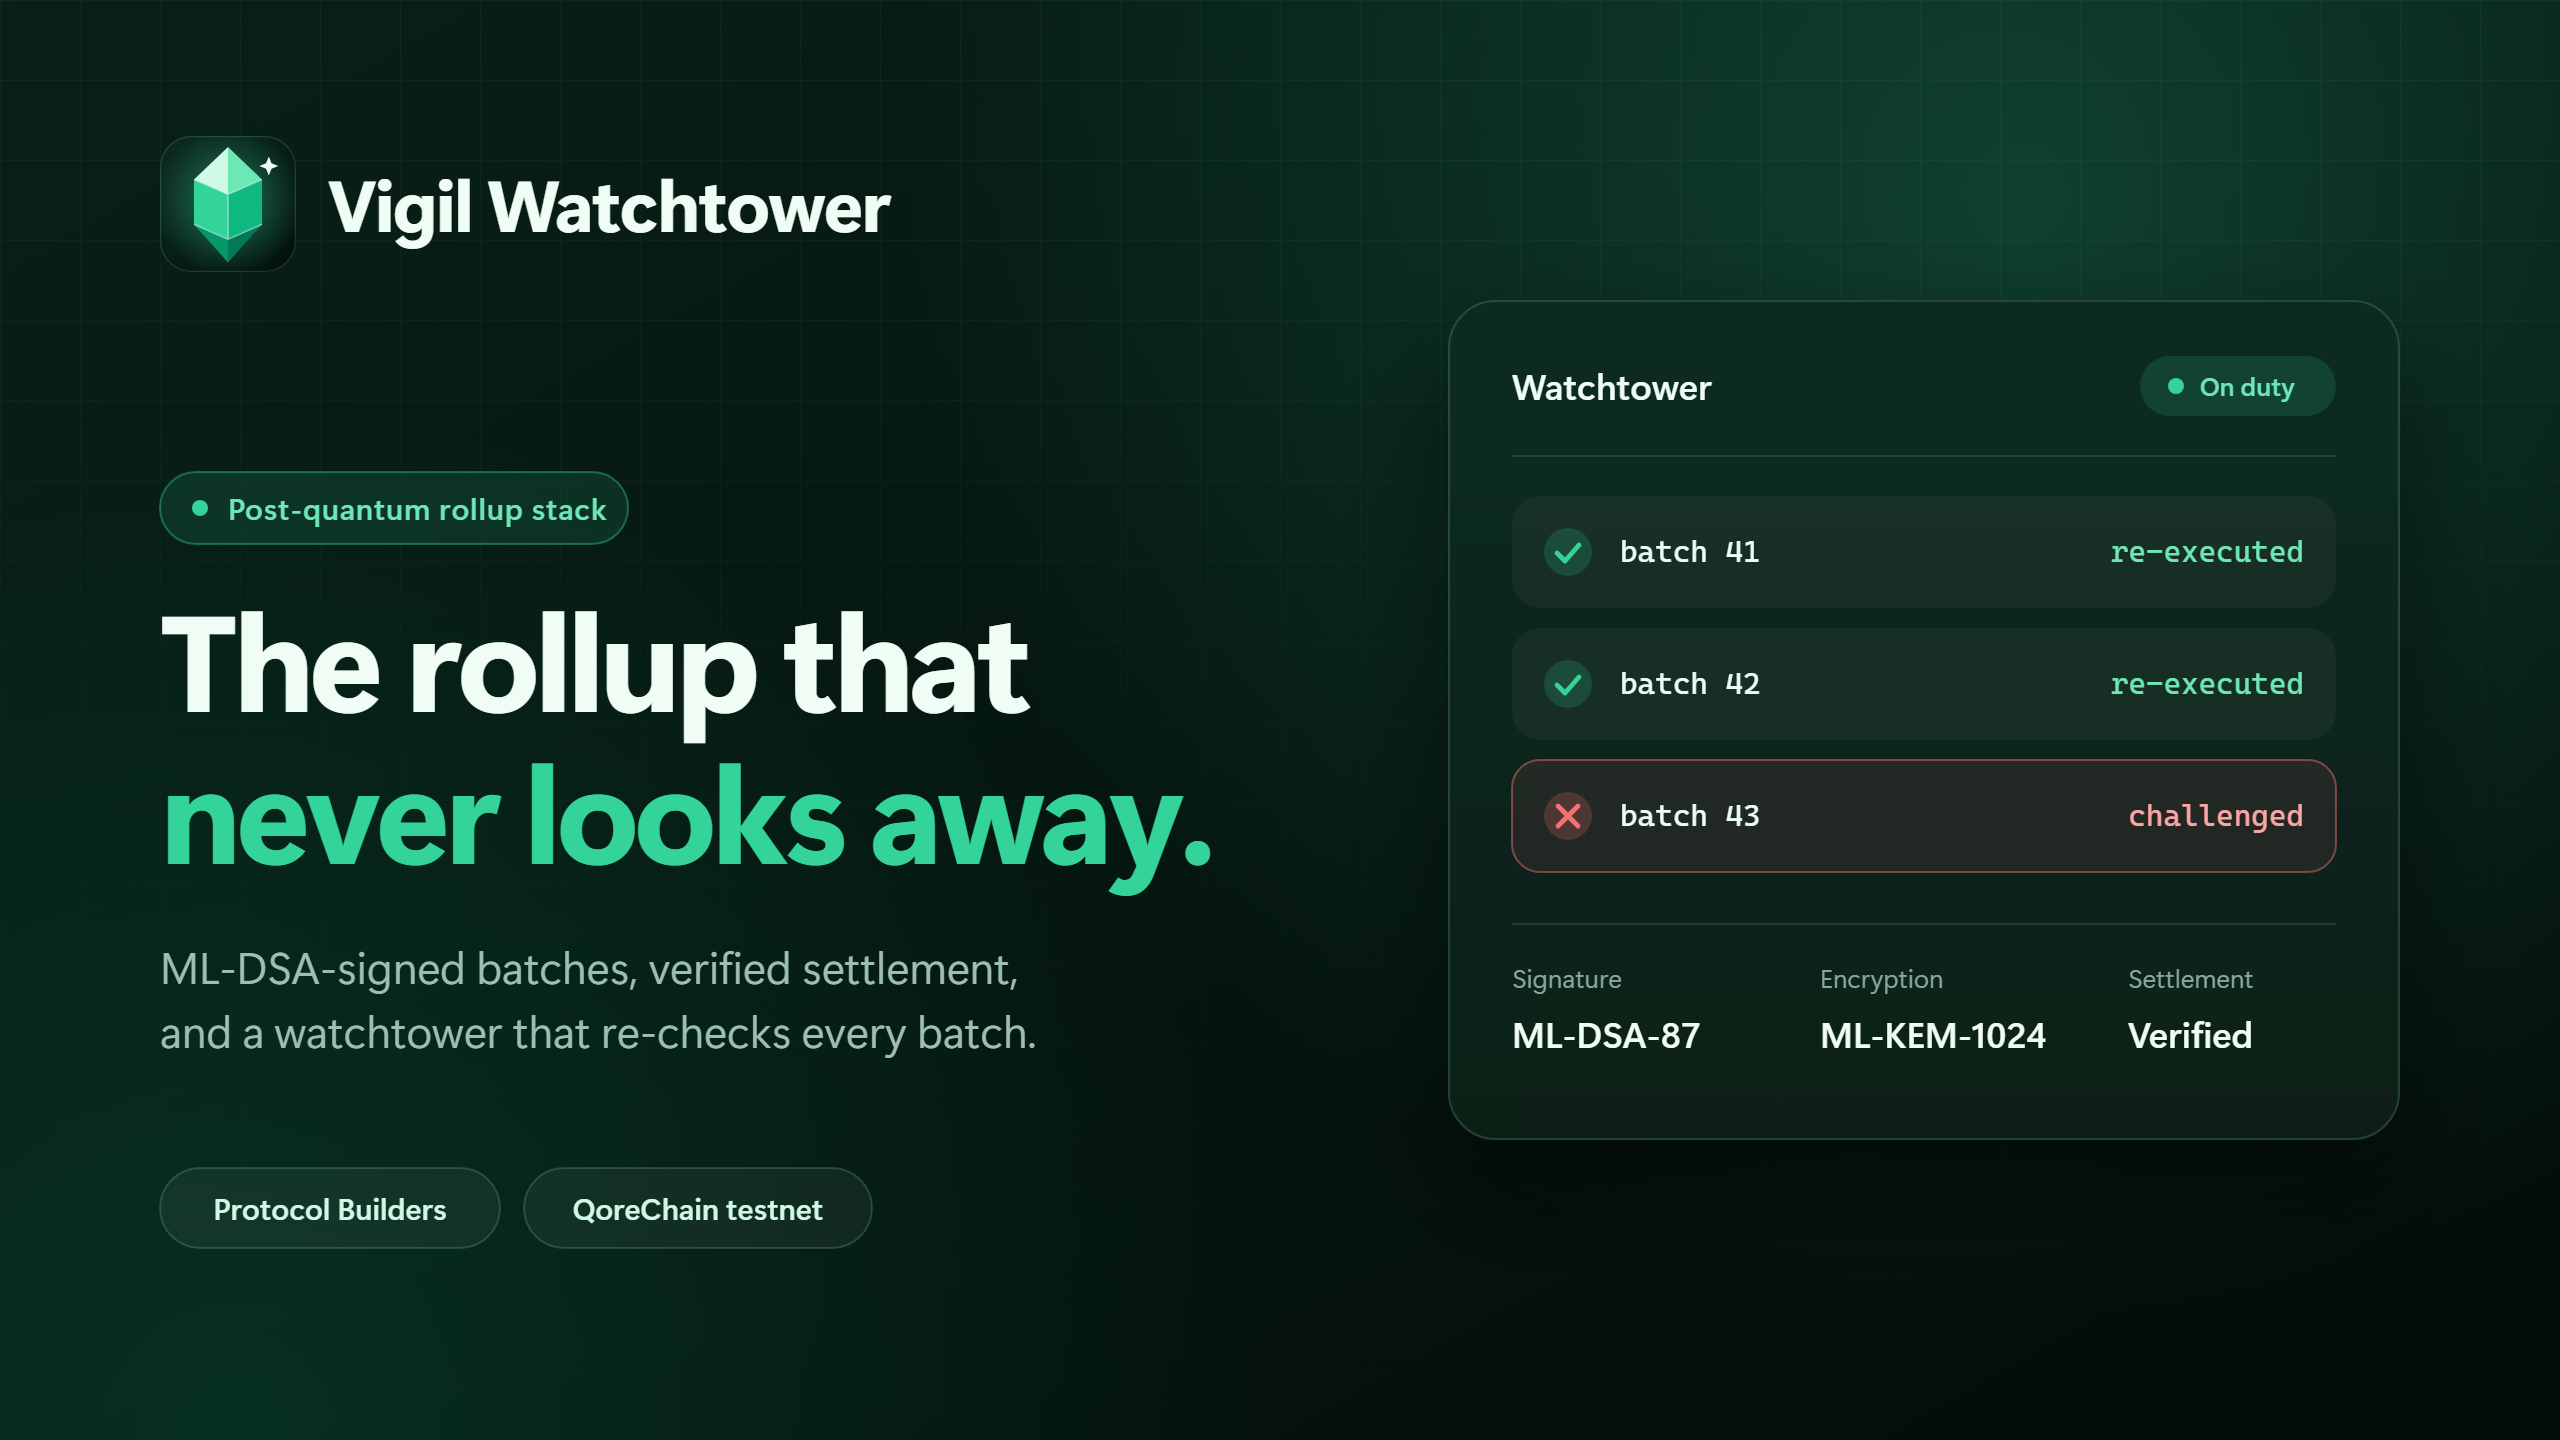 Vigil Watchtower
Post-quantum rollup stack
The rollup that
never looks away.
ML-DSA-signed batches, verified settlement,
and a watchtower that re-checks every batch.
Protocol Builders
QoreChain testnet
Watchtower
On duty
batch 41 re-executed
batch 42 re-executed
batch 43 challenged
Signature Encryption Settlement
ML-DSA-87 ML-KEM-1024 Verified